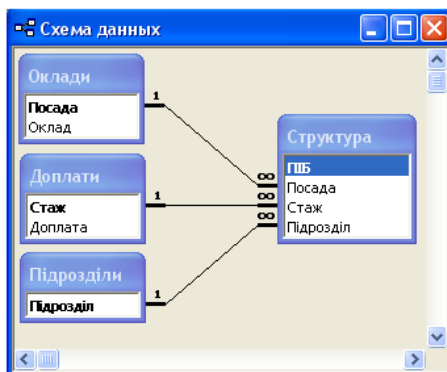 Схема данных
Оклади
Посада
Оклад
1
Доплати
Стаж
Доплата
1
Підрозділи
Підрозділ
1
Структура
ПІБ
Посада
Стаж
Підрозділ
∞
∞
∞